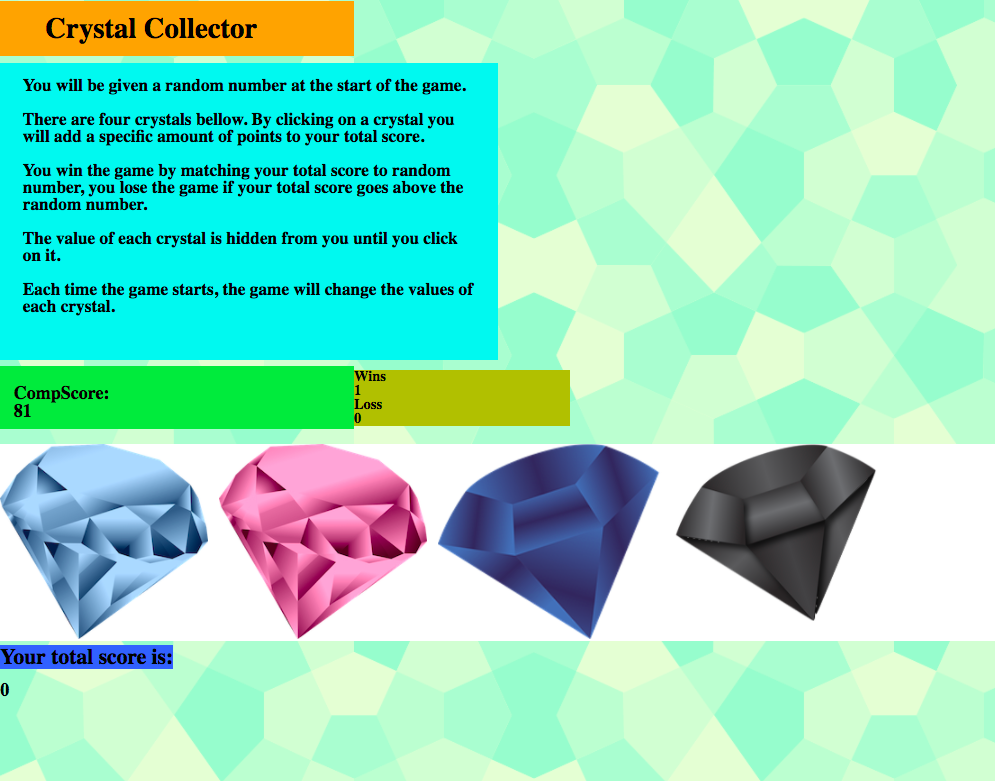 Crystal Collector
You will be given a random number at the start of the game.
There are four crystals bellow. By clicking on a crystal you
will add a specific amount of points to your total score.
You win the game by matching your total score to random
number, you lose the game if your total score goes above the
random number.
The value of each crystal is hidden from you until you click
on it.
Each time the game starts, the game will change the values of
each crystal.
CompScore:
81
Wins
1
Loss
0
Your total score is:
0